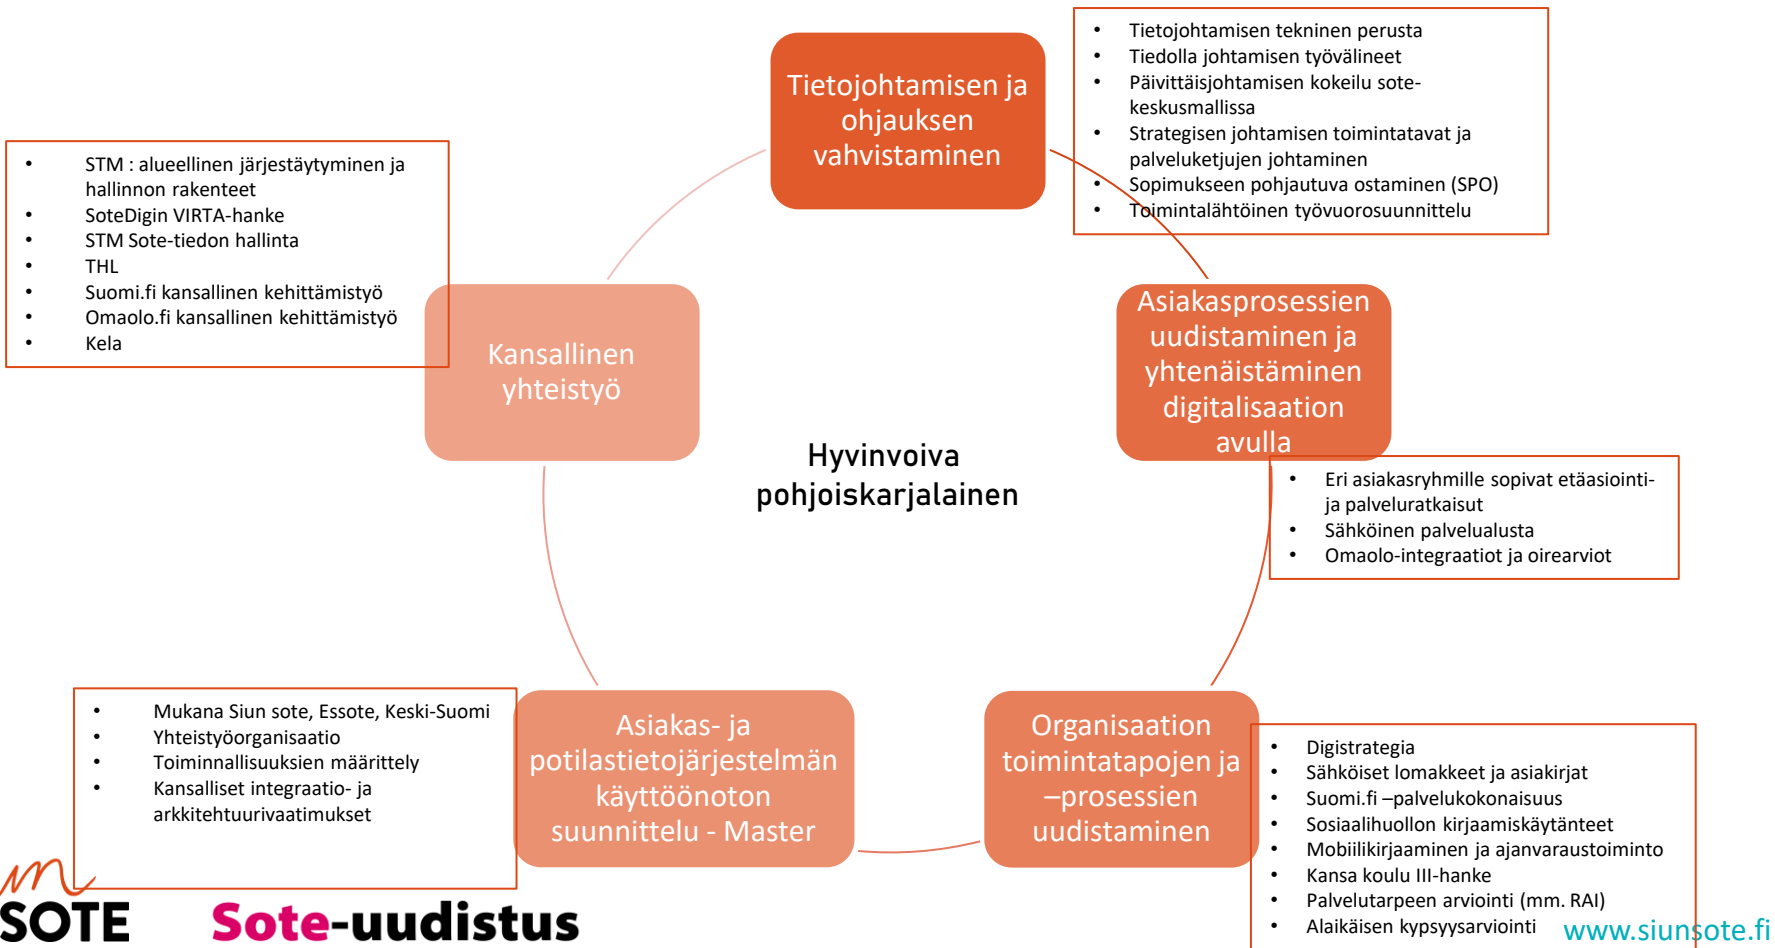 Tietojohtamisen ja
ohjauksen
vahvistaminen
• Tietojohtamisen tekninen perusta
• Tiedolla johtamisen työvälineet
• Päivittäisjohtamisen kokeilu sote-
keskusmallissa
• Strategisen johtamisen toimintatavat ja
palveluketjujen johtaminen
• Sopimukseen pohjautuva ostaminen (SPO)
• Toimintalähtöinen työvuorosuunnittelu
• STM : alueellinen järjestäytyminen ja
hallinnon rakenteet
• SoteDigin VIRTA-hanke
• STM Sote-tiedon hallinta
• THL
• Suomi.fi kansallinen kehittämistyö
• Omaolo.fi kansallinen kehittämistyö
• Kela
Kansallinen
yhteistyö
Asiakasprosessien
uudistaminen ja
yhtenäistäminen
digitalisaation
avulla
• Eri asiakasryhmille sopivat etäasiointi-
ja palveluratkaisut
• Sähköinen palvelualusta
• Omaolo-integraatiot ja oirearviot
Hyvinvoiva
pohjoiskarjalainen
• Mukana Siun sote, Essote, Keski-Suomi
• Yhteistyöorganisaatio
• Toiminnallisuuksien määrittely
• Kansalliset integraatio- ja
arkkitehtuurivaatimukset
Asiakas- ja
potilastietojärjestelmän
käyttöönoton
suunnittelu - Master
Organisaation
toimintatapojen ja
–prosessien
uudistaminen
• Digistrategia
• Sähköiset lomakkeet ja asiakirjat
• Suomi.fi –palvelukokonaisuus
• Sosiaalihuollon kirjaamiskäytänteet
• Mobiilikirjaaminen ja ajanvaraustoiminto
• Kansa koulu III-hanke
• Palvelutarpeen arviointi (mm. RAI)
• Alaikäisen kypsyysarviointi
SOTE
Sote-uudistus
www.siunsote.fi